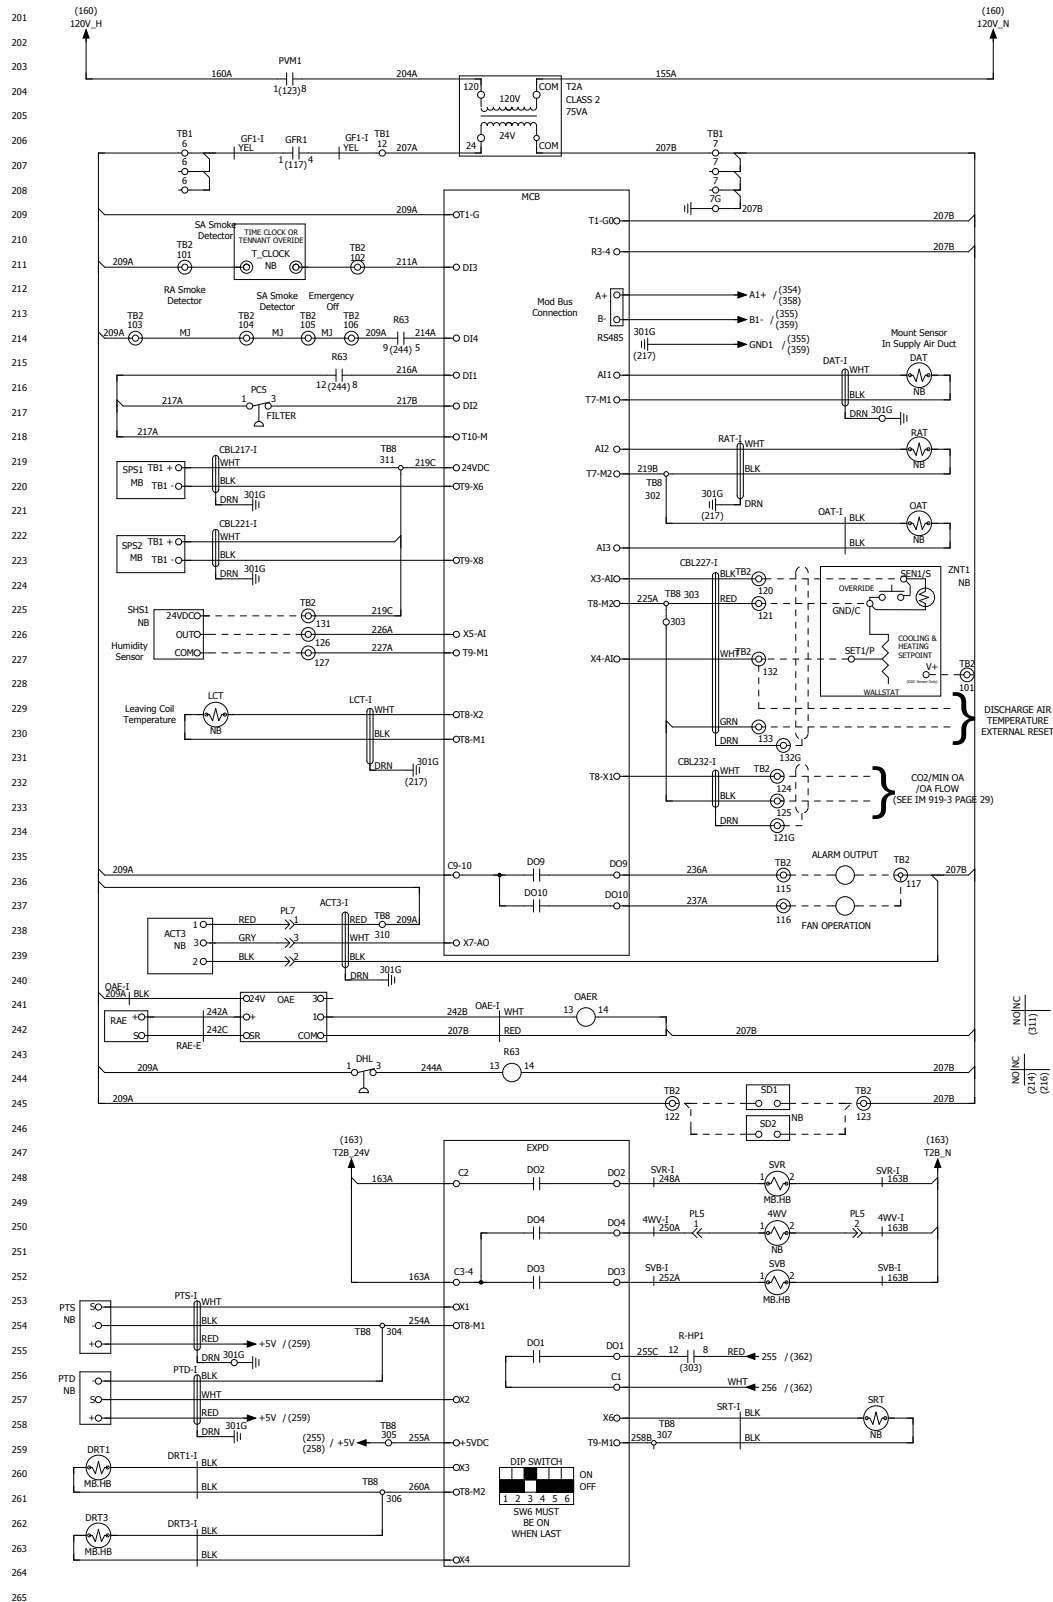 201
(160)
120V_H
(160)
120V_N
202
203
PVM1
160A
1(123)8
204A
120
COM
T2A
155A
204
120V
CLASS 2
75VA
205
24V
206
TB1
6
GF1-I
YEL
GFR1
1 (117) 4
GF1-I
YEL
TB1
12
207A
24
COM
207B
TB1
7
207
6
7
208
6
7
MCB
7G
207B
209
209A
T1-G
T1-G0
207B
210
SA Smoke
Detector
TIME CLOCK OR
TENNANT OVERIDE
R3-4
207B
211
209A
TB2
101
T_CLOCK
NB
TB2
102
211A
DI3
212
RA Smoke
Detector
SA Smoke
Detector
Emergency
Off
Mod Bus
Connection
A+
A1+ / (354)
(358)
213
B-
B1- / (355)
(359)
214
209A
TB2
103
MJ
TB2
104
MJ
TB2
105
MJ
TB2
106
209A
R63
9 (244) 5
214A
DI4
RS485
301G
(217)
GND1 / (355)
(359)
Mount Sensor
In Supply Air Duct
215
R63
12(244) 8
216A
DI1
AI1
DAT-I
WHT
DAT
NB
216
217
217A
PC5
1 3
FILTER
217B
DI2
T7-M1
BLK
DRN 301G
218
217A
T10-M
AI2
RAT-I
WHT
RAT
NB
219
SPS1
MB
TB1 +
CBL217-I
WHT
TB8
311
219C
24VDC
T7-M2
219B
BLK
220
TB1 -
BLK
T9-X6
TB8
302
301G
(217)
DRN
221
DRN 301G
OAT-I
BLK
OAT
NB
222
SPS2
MB
TB1 +
CBL221-I
WHT
223
TB1 -
BLK
T9-X8
AI3
BLK
224
DRN 301G
CBL227-I
X3-AI
BLK
TB2
120
SEN1/S
ZNT1
NB
OVERRIDE
225
SHS1
NB
24VDC
TB2
131
219C
T8-M2
225A
TB8 303
RED
121
GND/C
226
OUT
126
226A
X5-AI
303
COOLING &
HEATING
SETPOINT
227
Humidity
Sensor
COM
127
227A
T9-M1
X4-AI
WHT
TB2
132
SET1/P
V+
TB2
101
228
WALLSTAT
229
Leaving Coil
Temperature
LCT
NB
LCT-I
WHT
T8-X2
DISCHARGE AIR
TEMPERATURE
EXTERNAL RESET
230
BLK
T8-M1
GRN
133
231
DRN
301G
(217)
DRN
132G
232
T8-X1
CBL232-I
WHT
TB2
124
CO2/MIN OA
/OA FLOW
(SEE IM 919-3 PAGE 29)
233
BLK
125
234
DRN
121G
235
209A
C9-10
DO9
DO9
236A
TB2
115
ALARM OUTPUT
TB2
117
207B
236
237
ACT3-I
DO10
DO10
237A
116
FAN OPERATION
238
ACT3
NB
1
RED
PL7
1
RED
TB8
310
209A
239
3
GRY
3
WHT
X7-AO
2
BLK
2
BLK
240
DRN
301G
OAE-I
241
209A
BLK
24V
OAE
3
OAER
NO NC
(311)
242
RAE
+
242A
+
1
242B
OAE-I
WHT
13 14
S
242C
SR
COM
207B
RED
207B
243
RAE-E
244
209A
DHL
1 3
244A
R63
13 14
207B
NO NC
(214)
(216)
245
209A
TB2
122
SD1
NB
TB2
123
207B
246
SD2
247
(163)
T2B_24V
EXPD
(163)
T2B_N
248
163A
C2
DO2
DO2
SVR-I
248A
SVR
1 2
MB.HB
SVR-I
163B
249
250
DO4
DO4
4WV-I
250A
PL5
1
4WV
1 2
NB
PL5
2
4WV-I
163B
251
252
163A
C3-4
DO3
DO3
SVB-I
252A
SVB
1 2
MB.HB
SVB-I
163B
253
PTS
NB
S
PTS-I
WHT
X1
254
-
BLK
TB8 304
254A
T8-M1
255
+
RED
+5V / (259)
DO1
DO1
255C
R-HP1
12 8
(303)
RED
255 / (362)
DRN 301G
256
PTD
NB
-
PTD-I
BLK
C1
WHT
256 / (362)
257
S
WHT
X2
258
+
RED
+5V / (259)
X6
SRT-I
BLK
SRT
NB
DRN
301G
259
(255)
(258) / +5V
TB8
305
255A
+5VDC
T9-M1
258B
TB8
307
BLK
DRT1
MB.HB
DRT1-I
BLK
X3
DIP SWITCH
ON
OFF
1 2 3 4 5 6
SW6 MUST
BE ON
WHEN LAST
260
261
BLK
TB8
306
260A
T8-M2
262
DRT3
MB.HB
DRT3-I
BLK
263
BLK
X4
264
265